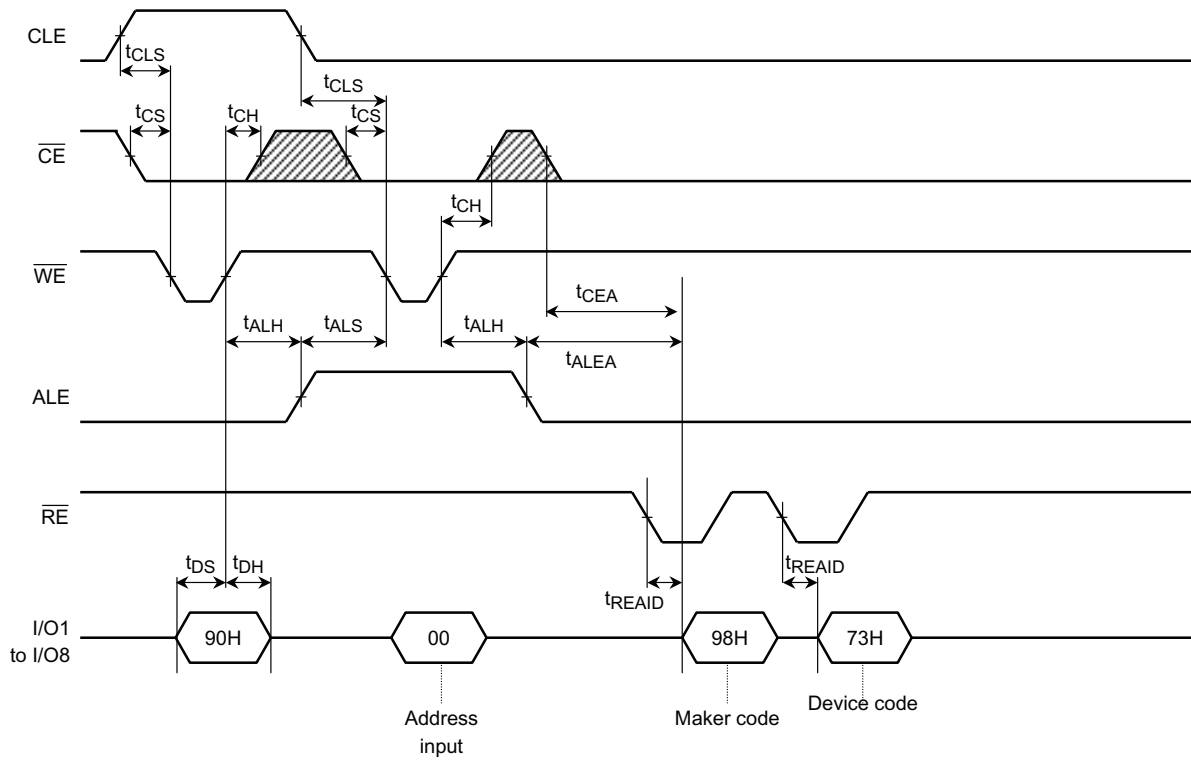 CLE
tCLS
tCLS
tCS
tCH
tCS
CE
tCH
WE
tCEA
tALH
tALS
tALH
tALEA
ALE
RE
tDS
tDH
tREAID
tREAID
I/O1
to I/O8
90H
00
98H
73H
Address
input
Maker code
Device code